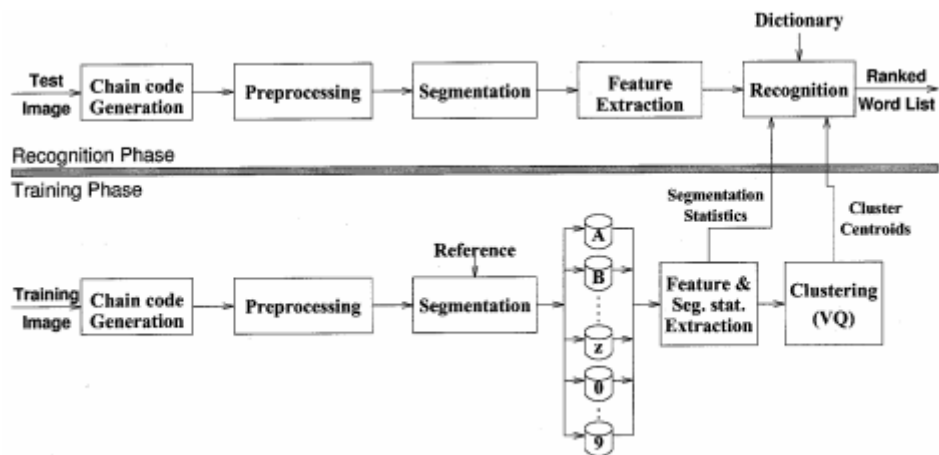 Dictionary
Test
Image
Chain code
Generation
Preprocessing
Segmentation
Feature
Extraction
Recognition
Ranked
Word List
Recognition Phase
Training Phase
Segmentation
Statistics
Cluster
Centroids
Reference
Training
Image
Chain code
Generation
Preprocessing
Segmentation
A
B
z
0
9
Feature &
Seg. stat.
Extraction
Clustering
(VQ)